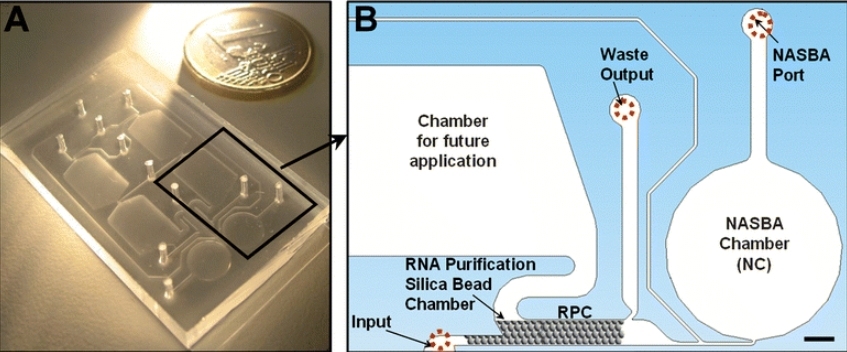 A
B
Waste
Output
NASBA
Port
Chamber
for future
application
NASBA
Chamber
(NC)
RNA Purification
Silica Bead
Chamber
RPC
Input